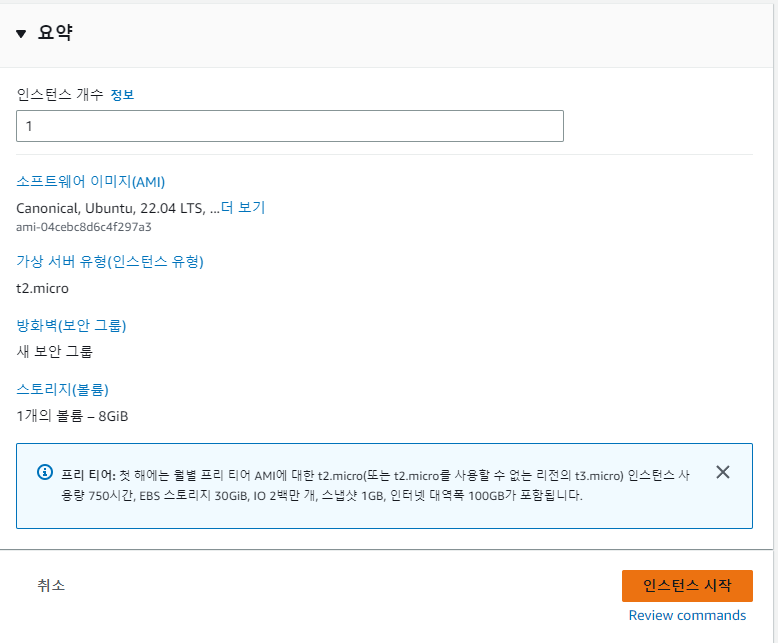 ▼ 요약
인스턴스 개수 정보
1
소프트웨어 이미지(AMI)
Canonical, Ubuntu, 22.04 LTS, ...더 보기
ami-04cebc8d6c4f297a3
가상 서버 유형(인스턴스 유형)
t2.micro
방화벽(보안 그룹)
새 보안 그룹
스토리지(볼륨)
1개의 볼륨 – 8GiB
프리 티어: 첫 해에는 월별 프리 티어 AMI에 대한 t2.micro(또는 t2.micro를 사용할 수 없는 리전의 t3.micro) 인스턴스 사
용량 750시간, EBS 스토리지 30GiB, IO 2백만 개, 스냅샷 1GB, 인터넷 대역폭 100GB가 포함됩니다.
취소
인스턴스 시작
Review commands